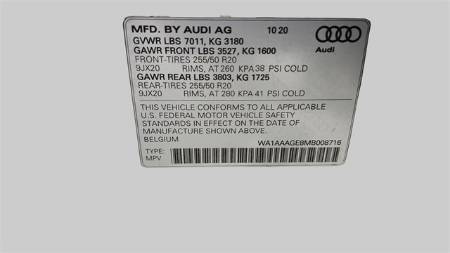 MFD. BY AUDI AG 10 20
GVWR LBS 7011, KG 3180
GAWR FRONT LBS 3527, KG 1600
FRONT-TIRES 255/50 R20
9JX20 RIMS, AT 260 KPA 38 PSI COLD
GAWR REAR LBS 3803, KG 1725
REAR-TIRES 255/50 R20
9JX20 RIMS, AT 280 KPA 41 PSI COLD
Audi
THIS VEHICLE CONFORMS TO ALL APPLICABLE
U.S. FEDERAL MOTOR VEHICLE SAFETY
STANDARDS IN EFFECT ON THE DATE
OF MANUFACTURE SHOWN ABOVE.
BELGIUM WA1AAAGE8MB008716
TYPE:
MPV